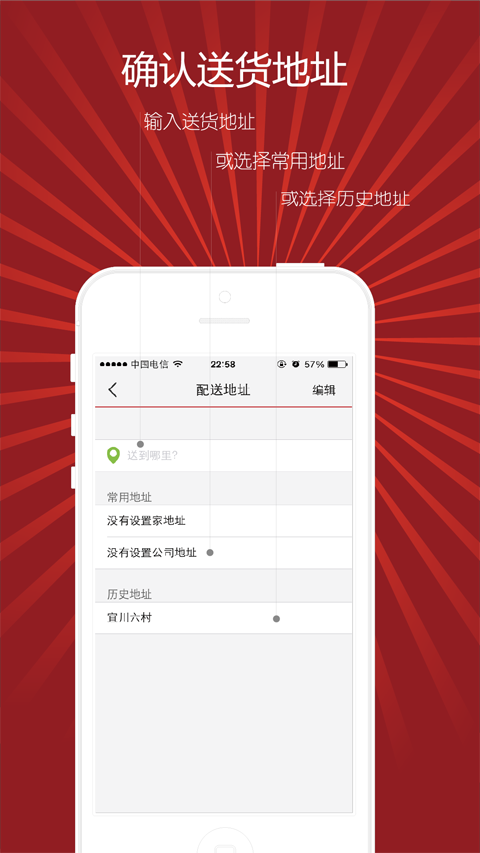 确认送货地址
输入送货地址
或选择常用地址
或选择历史地址
中国电信 22:58 57%
配送地址 编辑
送到哪里?
常用地址
没有设置家地址
没有设置公司地址
历史地址
宜川六村